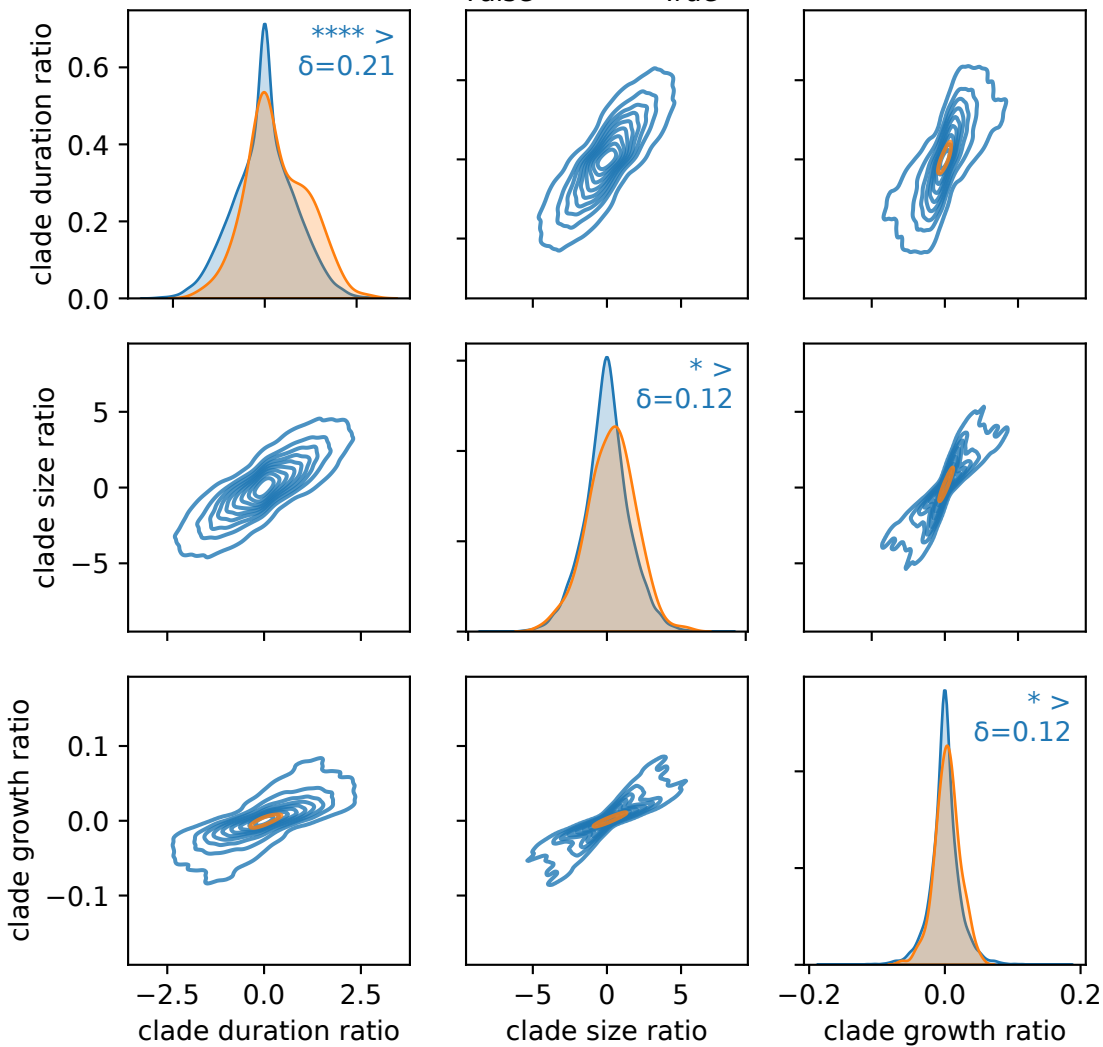 clade duration ratio
0.6
0.4
0.2
0.0
**** >
δ=0.21
clade size ratio
5
0
−5
* >
δ=0.12
clade growth ratio
0.1
0.0
−0.1
* >
δ=0.12
−2.5 0.0 2.5
−5 0 5
−0.2 0.0 0.2
clade duration ratio
clade size ratio
clade growth ratio